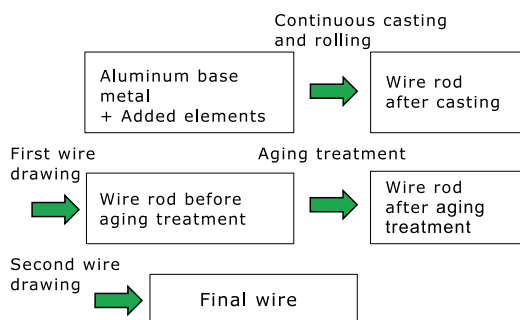 Continuous casting
and rolling
Aluminum base
metal
+ Added elements
Wire rod
after casting
First wire
drawing
Wire rod before
aging treatment
Aging treatment
Wire rod
after aging
treatment
Second wire
drawing
Final wire